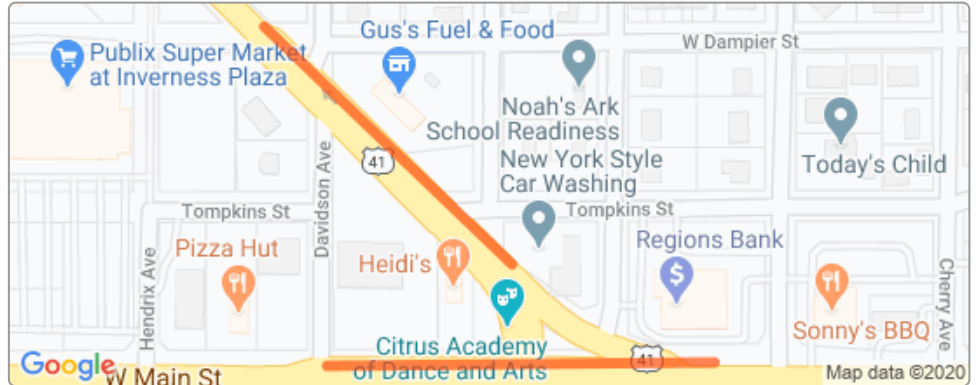 Gus's Fuel & Food
W Dampier St
Publix Super Market
at Inverness Plaza
Noah's Ark
School Readiness
41
New York Style
Car Washing
Today's Child
Davidson Ave
Tompkins St
Tompkins St
Pizza Hut
Heidi's
Regions Bank
Hendrix Ave
Cherry Ave
Sonny's BBQ
Citrus Academy
of Dance and Arts
41
Google
W Main St
Map data ©2020